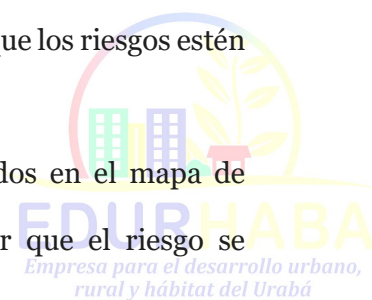 que los riesgos estén
dos en el mapa de
r que el riesgo se
EDURHABA
Empresa para el desarrollo urbano,
rural y hábitat del Urabá